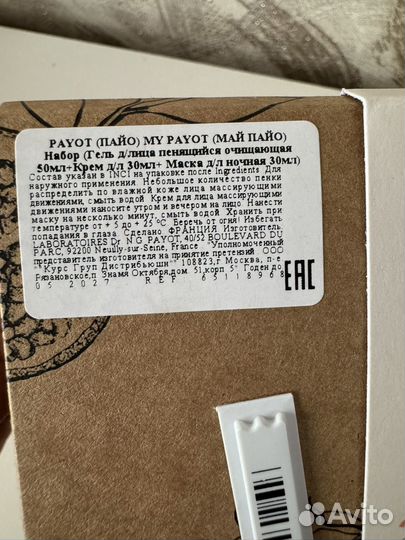 PAYOT (ПАЙО) MY PAYOT (МАЙ ПАЙО)
Набор (Гель д/лица пенящийся очищающая
50мл+Крем д/л 30мл+ Маска д/л ночная 30мл)
Состав указан в INCI на упаковке после Ingredients. Для
наружного применения. Небольшое количество пенки
распределить по влажной коже лица массирующими
движениями, смыть водой. Крем для лица массирующими
движениями наносите утром и вечером на лицо. Нанести
маску на несколько минут, смыть водой. Хранить при
температуре от + 5 до + 25 °C. Беречь от огня! Избегать
попадания в глаза. Сделано: ФРАНЦИЯ. Изготовитель:
LABORATOIRES Dr. N.G. PAYOT, 40/52 BOULEVARD DU
PARC, 92200 Neuilly-sur-Seine, France. "Уполномоченный
представитель изготовителя на принятие претензий: ООО
"Курс Груп Дистрибьюшн" 108823, г. Москва, п-е
Рязановское, п Знамя Октября, дом 51, корп 5" Годен до
05.2027 REF 65118968
EAC
Avito